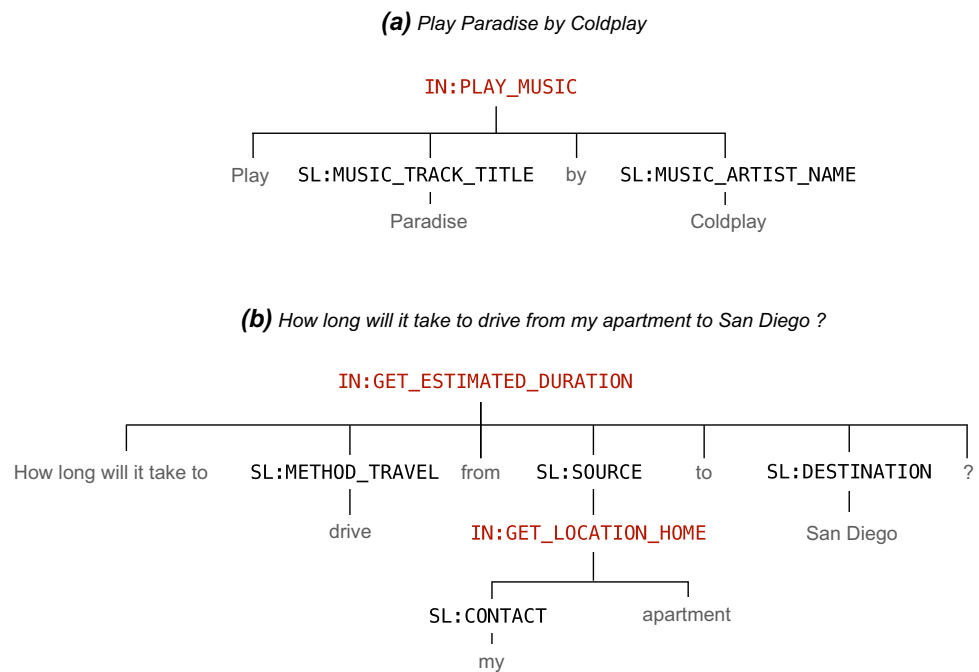 (a) Play Paradise by Coldplay
IN:PLAY_MUSIC
Play SL:MUSIC_TRACK_TITLE by SL:MUSIC_ARTIST_NAME
Paradise Coldplay
(b) How long will it take to drive from my apartment to San Diego ?
IN:GET_ESTIMATED_DURATION
How long will it take to SL:METHOD_TRAVEL from SL:SOURCE to SL:DESTINATION ?
drive IN:GET_LOCATION_HOME San Diego
SL:CONTACT apartment
my